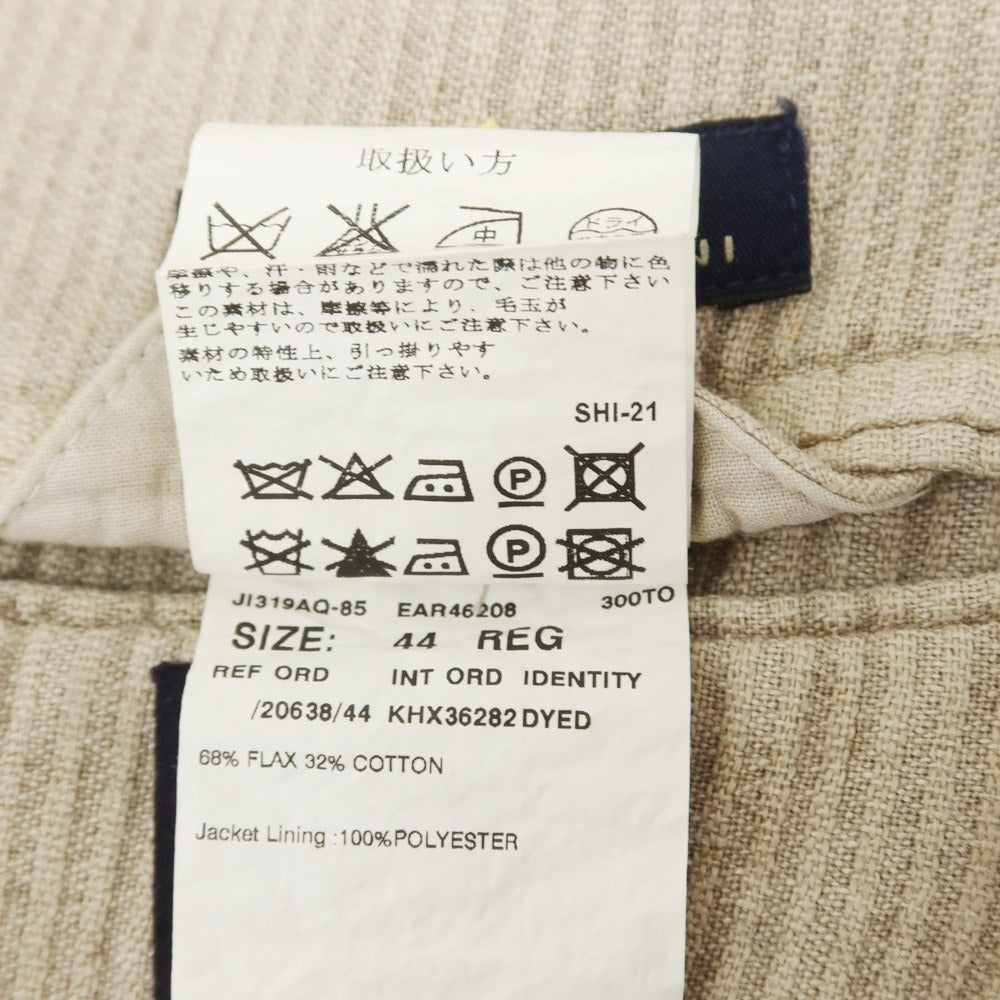 取扱い方
中
ドライ
摩擦や、汗・雨などで濡れた際は他の物に色
移りする場合がありますので、ご注意下さい
この素材は、摩擦等により、毛玉が
生じやすいので取扱いにご注意下さい。
素材の特性上、引っ掛りやす
いため取扱いにご注意下さい。
SHI-21
P
P
JI319AQ-85 EAR46208 300TO
SIZE: 44 REG
REF ORD INT ORD IDENTITY
/20638/44 KHX36282DYED
68% FLAX 32% COTTON
Jacket Lining :100%POLYESTER